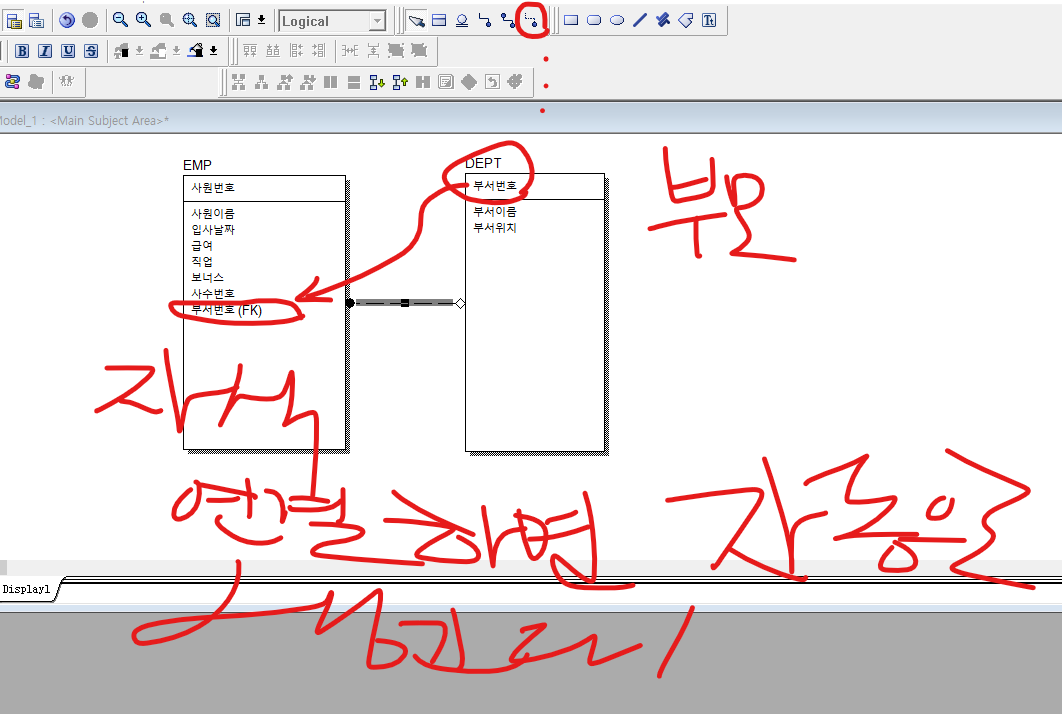 Logical
B I U S
Model_1 : <Main Subject Area>*
EMP
사원번호
사원이름
입사날짜
급여
직업
보너스
사수번호
부서번호 (FK)
DEPT
부서번호
부서이름
부서위치
부모
자식
연결하면 자동으로
Display1